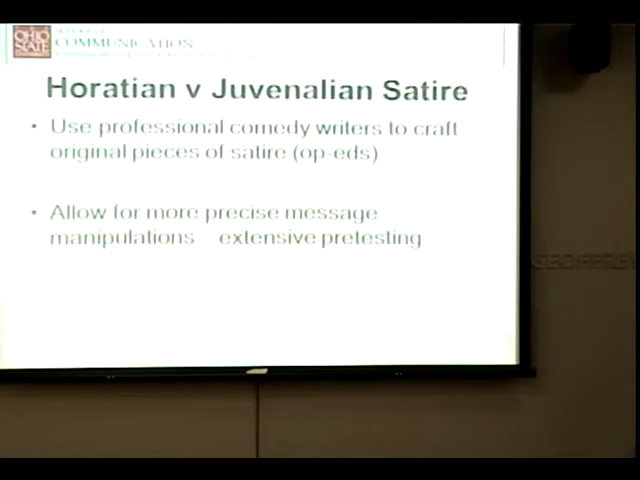 OHIO
STATE
COMMUNICATION
Horatian v Juvenalian Satire
• Use professional comedy writers to craft
original pieces of satire (op-eds)
• Allow for more precise message
manipulations extensive pretesting